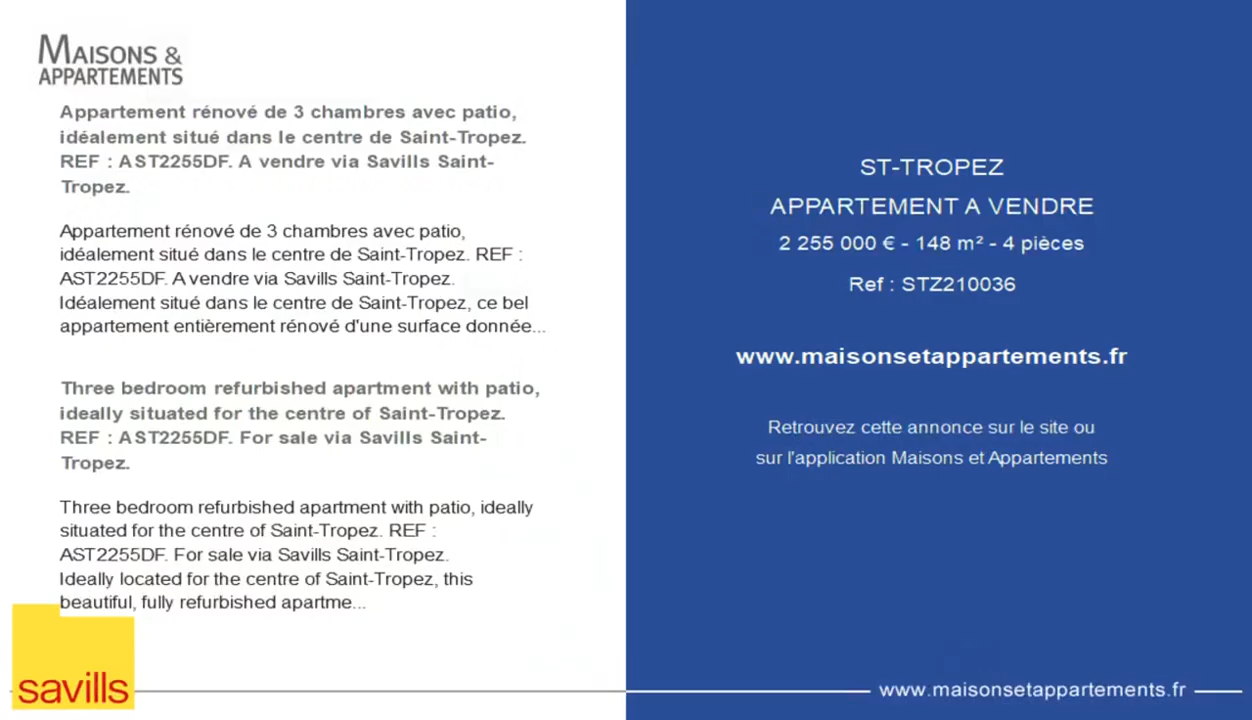 MAISONS &
APPARTEMENTS
Appartement rénové de 3 chambres avec patio,
idéalement situé dans le centre de Saint-Tropez.
REF : AST2255DF. A vendre via Savills Saint-
Tropez.
Appartement rénové de 3 chambres avec patio,
idéalement situé dans le centre de Saint-Tropez. REF :
AST2255DF. A vendre via Savills Saint-Tropez.
Idéalement situé dans le centre de Saint-Tropez, ce bel
appartement entièrement rénové d'une surface donnée...
Three bedroom refurbished apartment with patio,
ideally situated for the centre of Saint-Tropez.
REF : AST2255DF. For sale via Savills Saint-
Tropez.
Three bedroom refurbished apartment with patio, ideally
situated for the centre of Saint-Tropez. REF :
AST2255DF. For sale via Savills Saint-Tropez.
Ideally located for the centre of Saint-Tropez, this
beautiful, fully refurbished apartme...
savills
ST-TROPEZ
APPARTEMENT A VENDRE
2 255 000 € - 148 m² - 4 pièces
Ref : STZ210036
www.maisonsetappartements.fr
Retrouvez cette annonce sur le site ou
sur l'application Maisons et Appartements
www.maisonsetappartements.fr